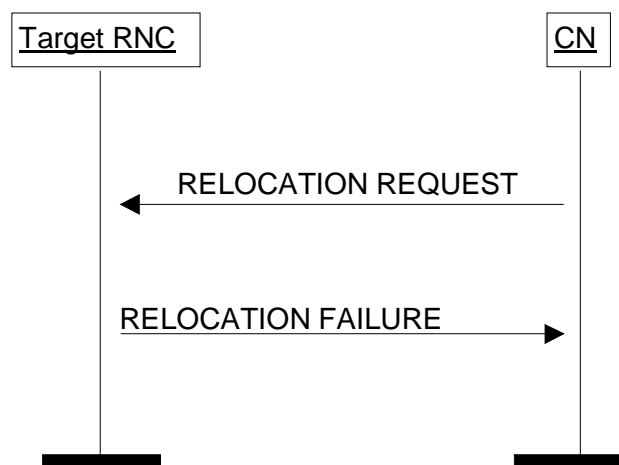 Target RNC
CN
RELOCATION REQUEST
RELOCATION FAILURE